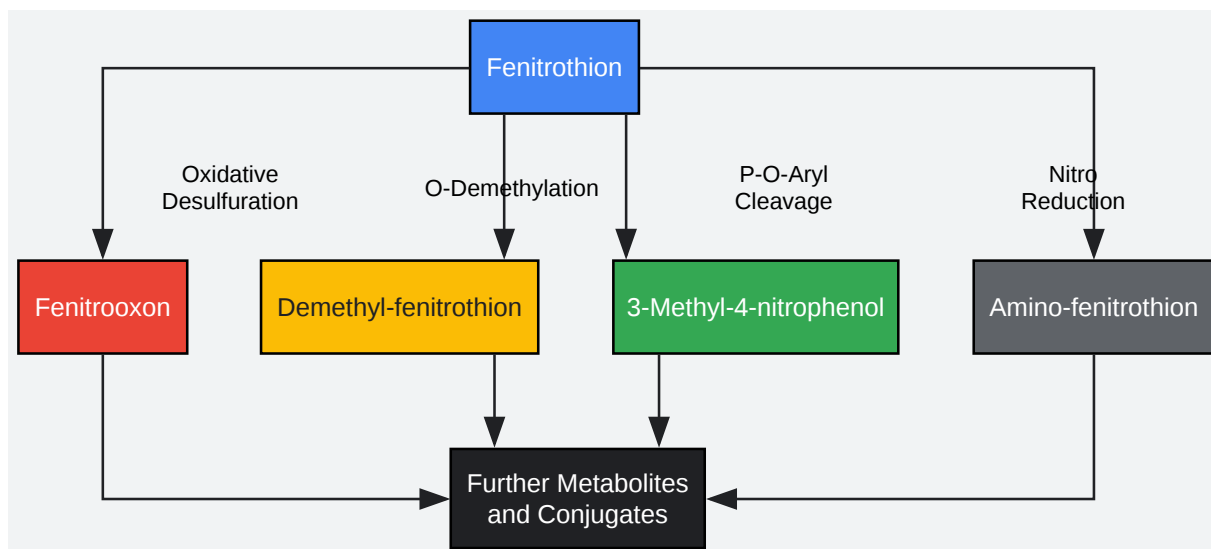 Fenitrothion
Oxidative
Desulfuration
O-Demethylation
P-O-Aryl
Cleavage
Nitro
Reduction
Fenitrooxon
Demethyl-fenitrothion
3-Methyl-4-nitrophenol
Amino-fenitrothion
Further Metabolites
and Conjugates